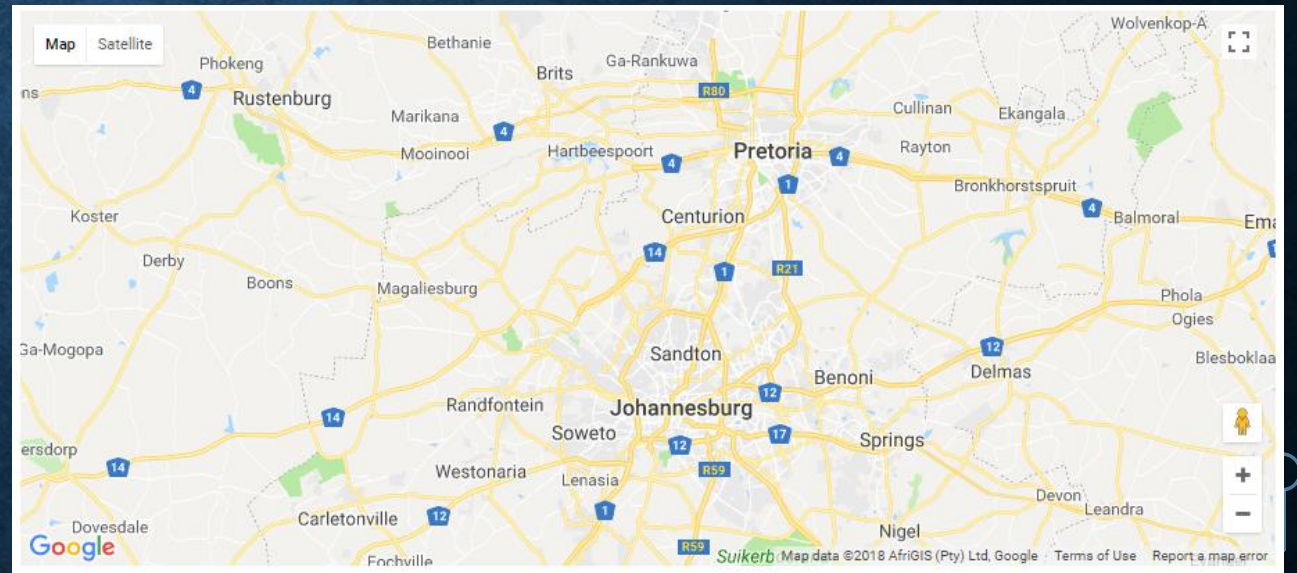 Wolvenkop-A
Map Satellite
Bethanie
Phokeng
Ga-Rankuwa
Brits
4
ns
R80
Rustenburg
Cullinan
Ekangala
Marikana
4
Pretoria
Rayton
Mooinooi
Hartbeespoort
4
4
1
Bronkhorstspruit
4
Koster
Centurion
Balmoral
Ema
14
Derby
1
R21
Boons
Magaliesburg
Phola
Ogies
12
Ga-Mogopa
Sandton
Blesboklaa
Delmas
Benoni
12
Randfontein
Johannesburg
14
Soweto
17
12
Springs
ersdorp
14
Westonaria
R59
Lenasia
+
Devon
1
Leandra
Carletonville
12
−
Dovesdale
Nigel
Google
R59
Suikerb
Map data ©2018 AfriGIS (Pty) Ltd, Google
Terms of Use
Report a map error
Fochville